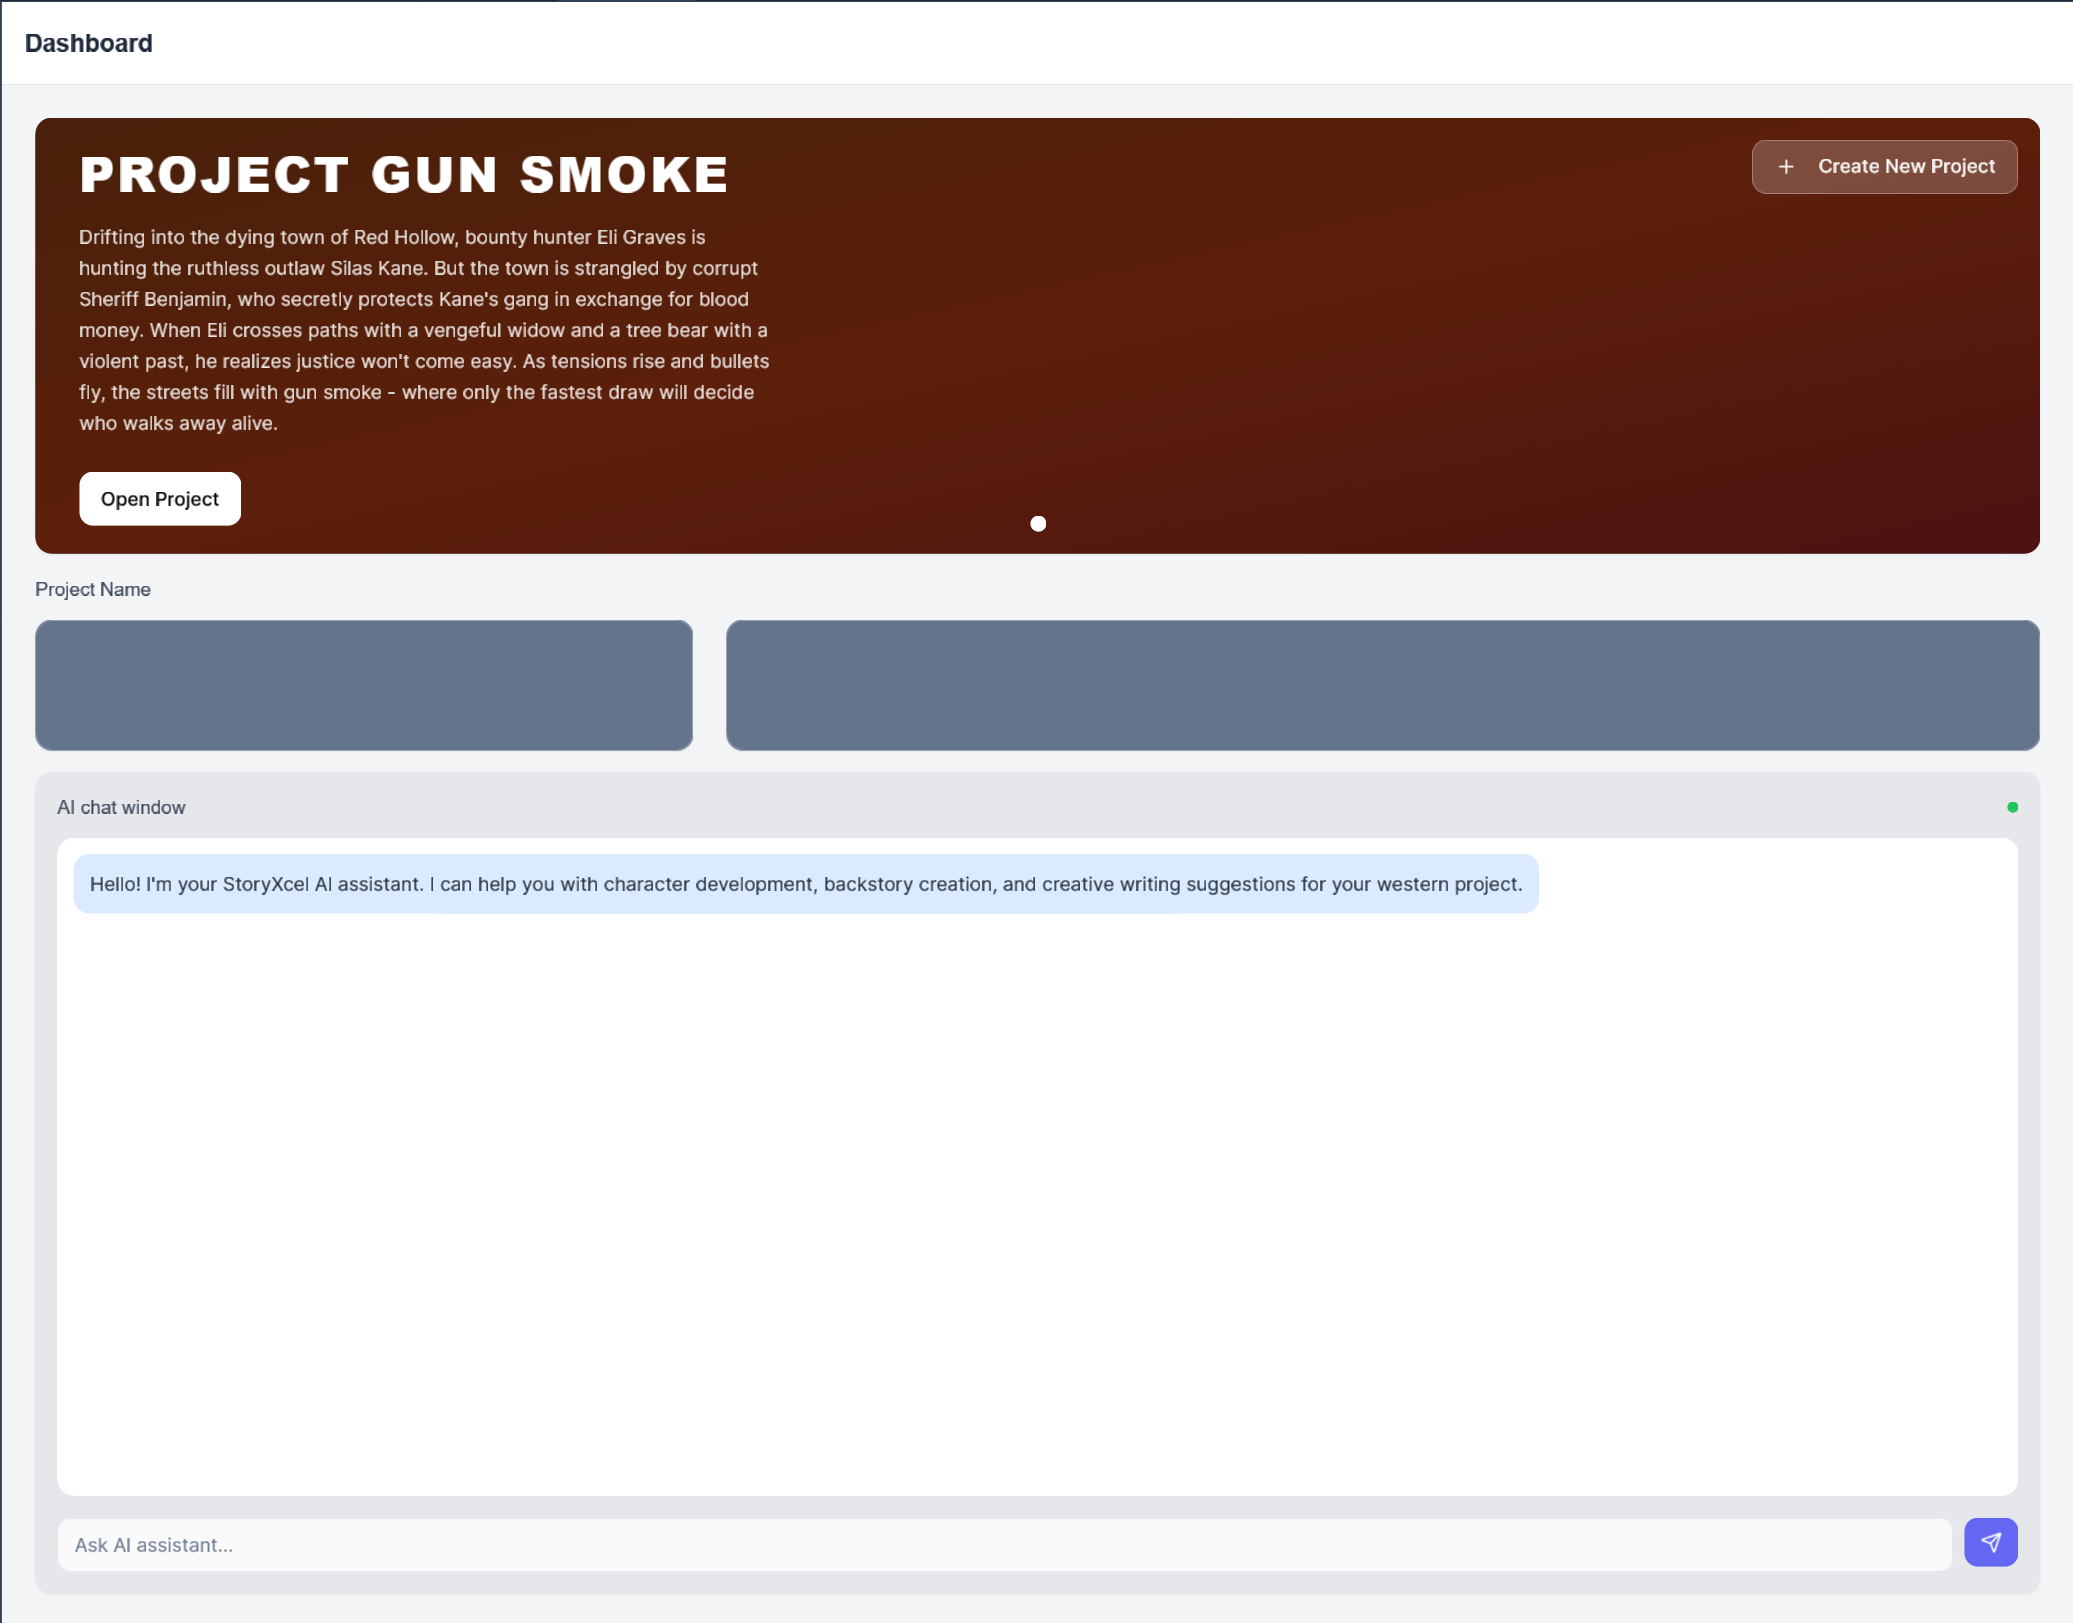 Dashboard
PROJECT GUN SMOKE
Create New Project
Drifting into the dying town of Red Hollow, bounty hunter Eli Graves is
hunting the ruthless outlaw Silas Kane. But the town is strangled by corrupt
Sheriff Benjamin, who secretly protects Kane's gang in exchange for blood
money. When Eli crosses paths with a vengeful widow and a tree bear with a
violent past, he realizes justice won't come easy. As tensions rise and bullets
fly, the streets fill with gun smoke - where only the fastest draw will decide
who walks away alive.
Open Project
Project Name
AI chat window
Hello! I'm your StoryXcel AI assistant. I can help you with character development, backstory creation, and creative writing suggestions for your western project.
Ask AI assistant...